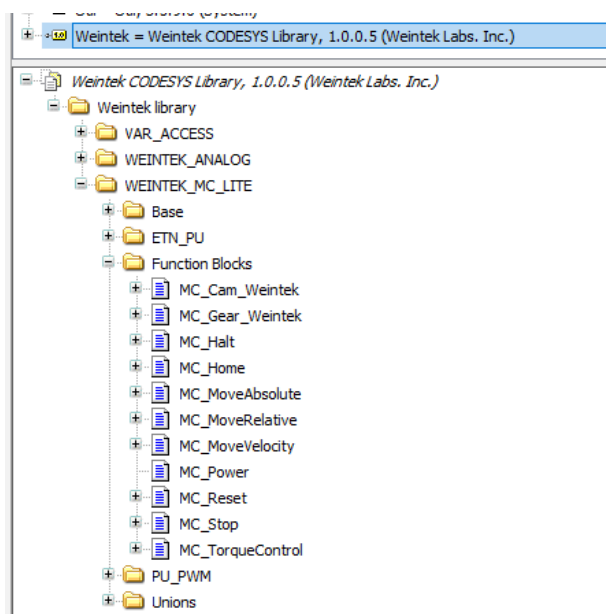 1.0 Weintek = Weintek CODESYS Library, 1.0.0.5 (Weintek Labs. Inc.)
Weintek CODESYS Library, 1.0.0.5 (Weintek Labs. Inc.)
Weintek library
VAR_ACCESS
WEINTEK_ANALOG
WEINTEK_MC_LITE
Base
ETN_PU
Function Blocks
MC_Cam_Weintek
MC_Gear_Weintek
MC_Halt
MC_Home
MC_MoveAbsolute
MC_MoveRelative
MC_MoveVelocity
MC_Power
MC_Reset
MC_Stop
MC_TorqueControl
PU_PWM
Unions